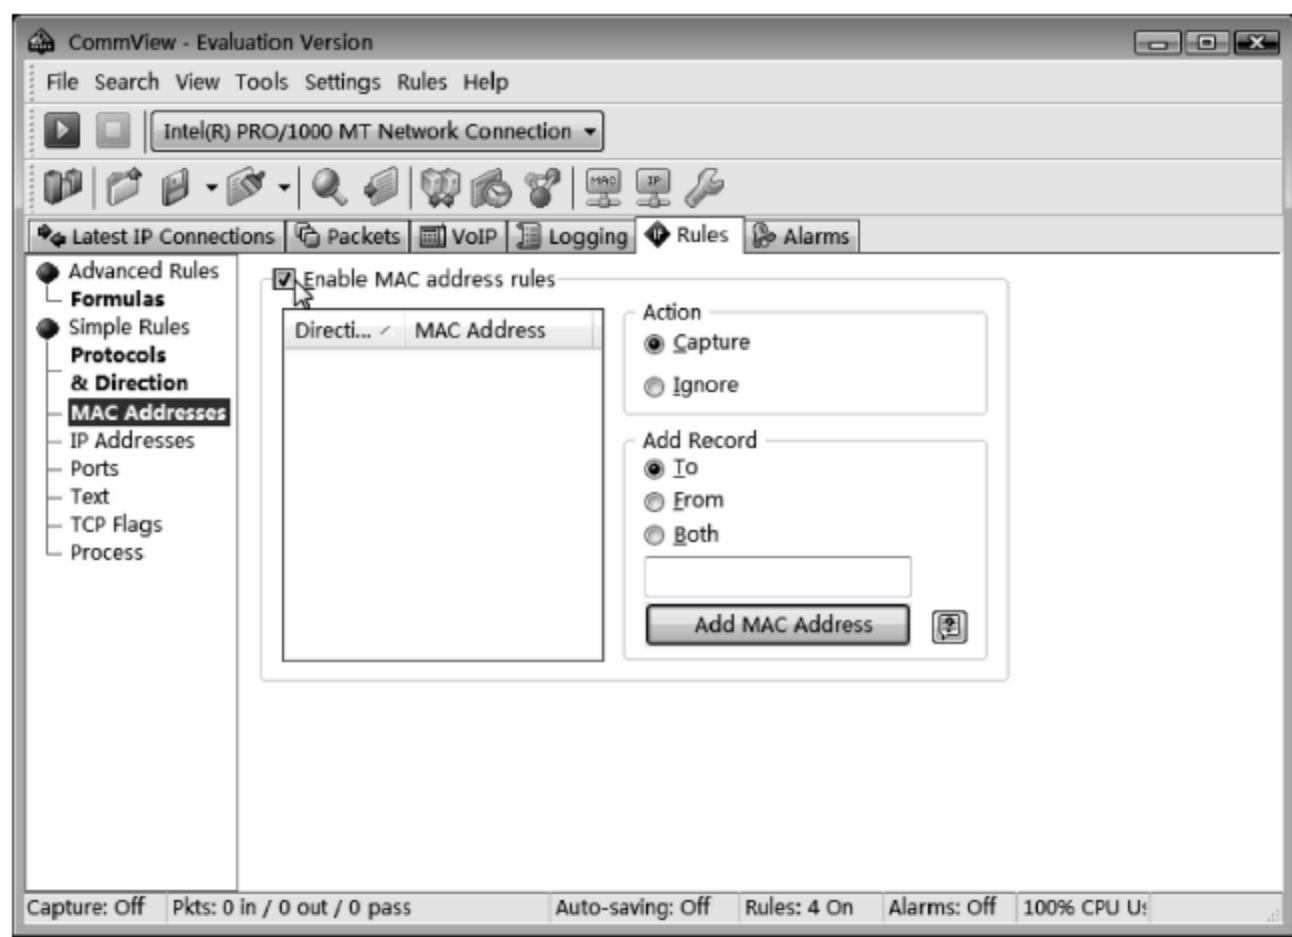 CommView - Evaluation Version
File Search View Tools Settings Rules Help
Intel(R) PRO/1000 MT Network Connection
MAC IP
Latest IP Connections Packets VoIP Logging Rules Alarms
Advanced Rules
Formulas
Simple Rules
Protocols
& Direction
MAC Addresses
IP Addresses
Ports
Text
TCP Flags
Process
Enable MAC address rules
Directi... MAC Address
Action
Capture
Ignore
Add Record
To
From
Both
Add MAC Address
Capture: Off Pkts: 0 in / 0 out / 0 pass Auto-saving: Off Rules: 4 On Alarms: Off 100% CPU